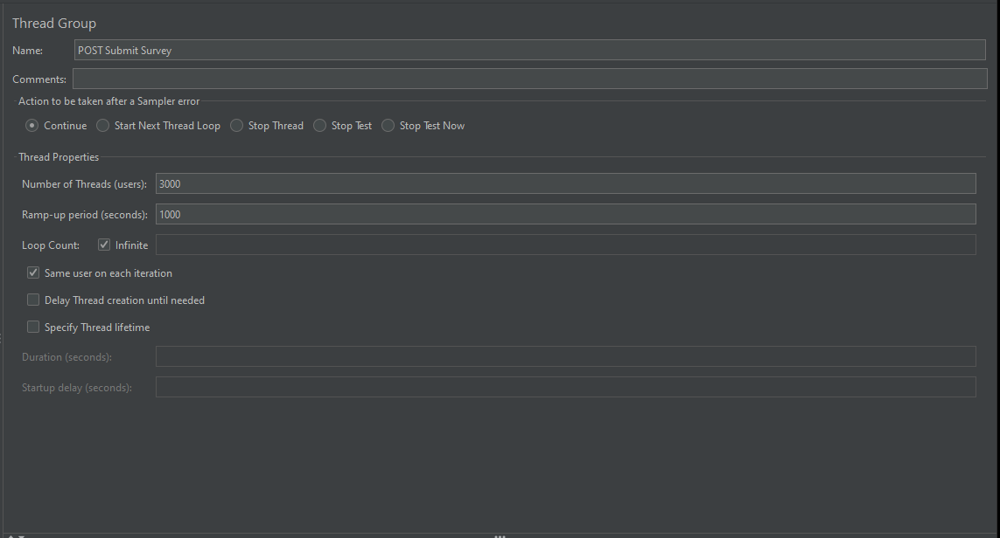 Thread Group
Name: POST Submit Survey
Comments:
Action to be taken after a Sampler error
Continue Start Next Thread Loop Stop Thread Stop Test Stop Test Now
Thread Properties
Number of Threads (users): 3000
Ramp-up period (seconds): 1000
Loop Count: Infinite
Same user on each iteration
Delay Thread creation until needed
Specify Thread lifetime
Duration (seconds):
Startup delay (seconds):